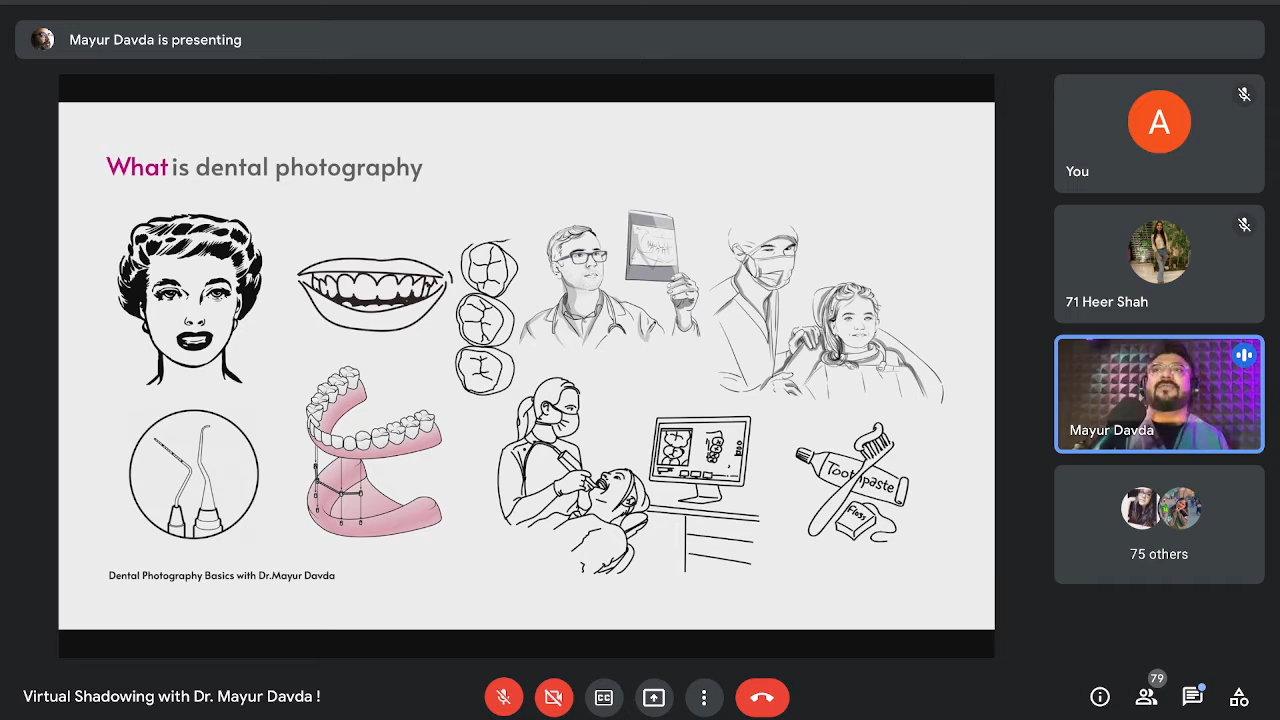 Mayur Davda is presenting
What is dental photography
Toothpaste
Floss
Dental Photography Basics with Dr.Mayur Davda
A
You
71 Heer Shah
Mayur Davda
75 others
Virtual Shadowing with Dr. Mayur Davda !
CC
79